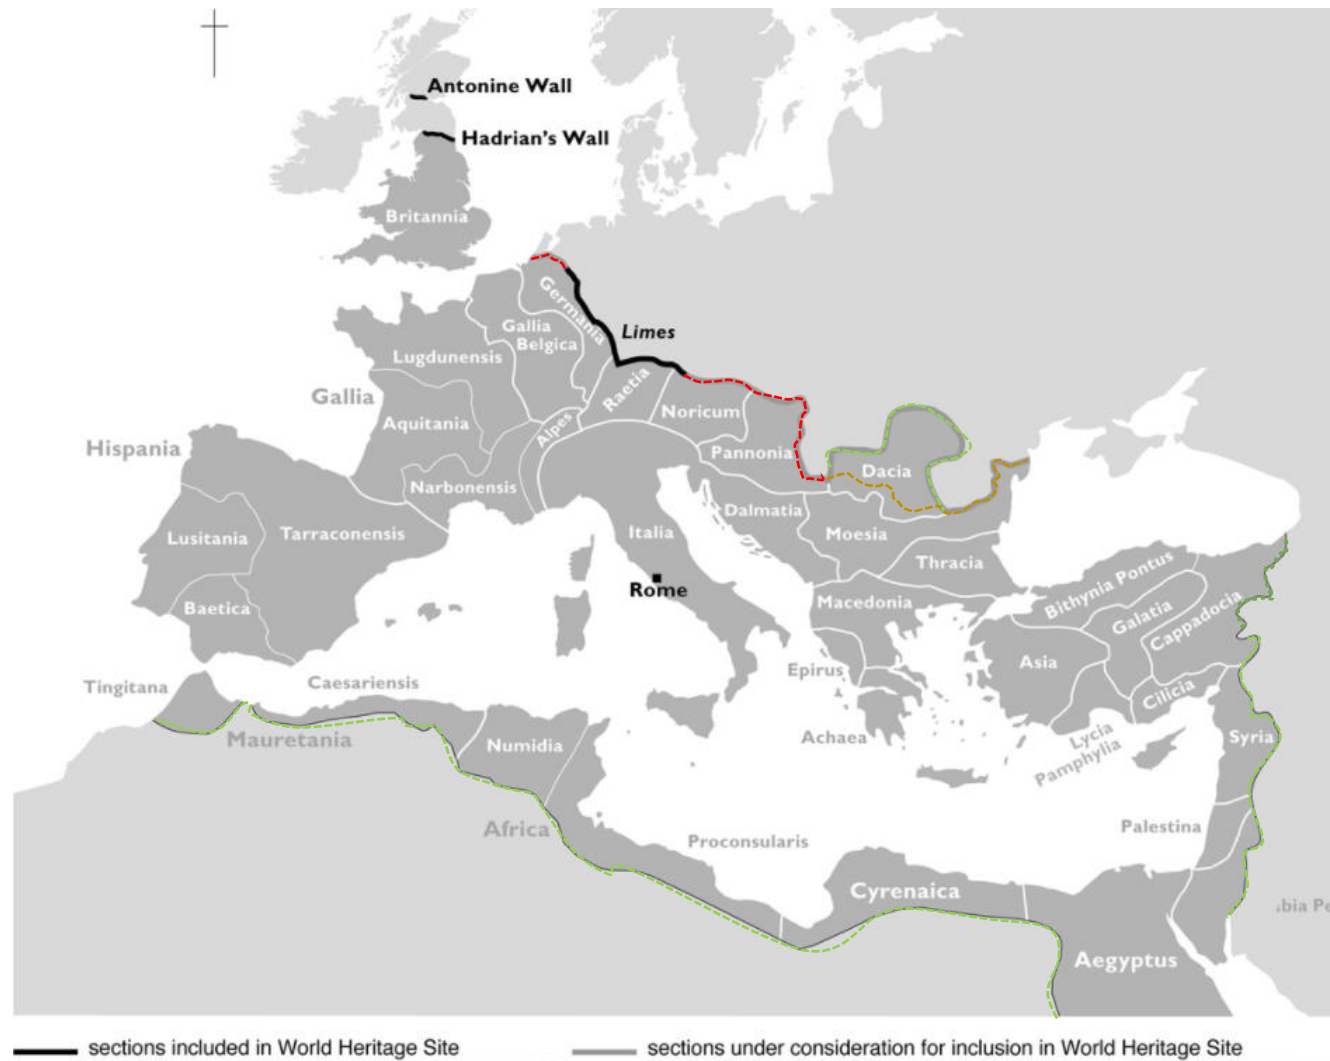 Antonine Wall
Hadrian's Wall
Britannia
Limes
Germania
Gallia
Belgica
Lugdunensis
Raetia
Gallia
Noricum
Aquitania
Alpes
Hispania
Pannonia
Dacia
Narbonensis
Dalmatia
Lusitania
Tarraconensis
Italia
Moesia
Thracia
Rome
Bithynia Pontus
Baetica
Macedonia
Galatia
Cappadocia
Asia
Epirus
Tingitana
Caesariensis
Cilicia
Mauretania
Numidia
Achaea
Lycia
Pamphylia
Syria
Africa
Proconsularis
Palestina
Cyrenaica
bia Pe
Aegyptus
sections included in World Heritage Site
sections under consideration for inclusion in World Heritage Site